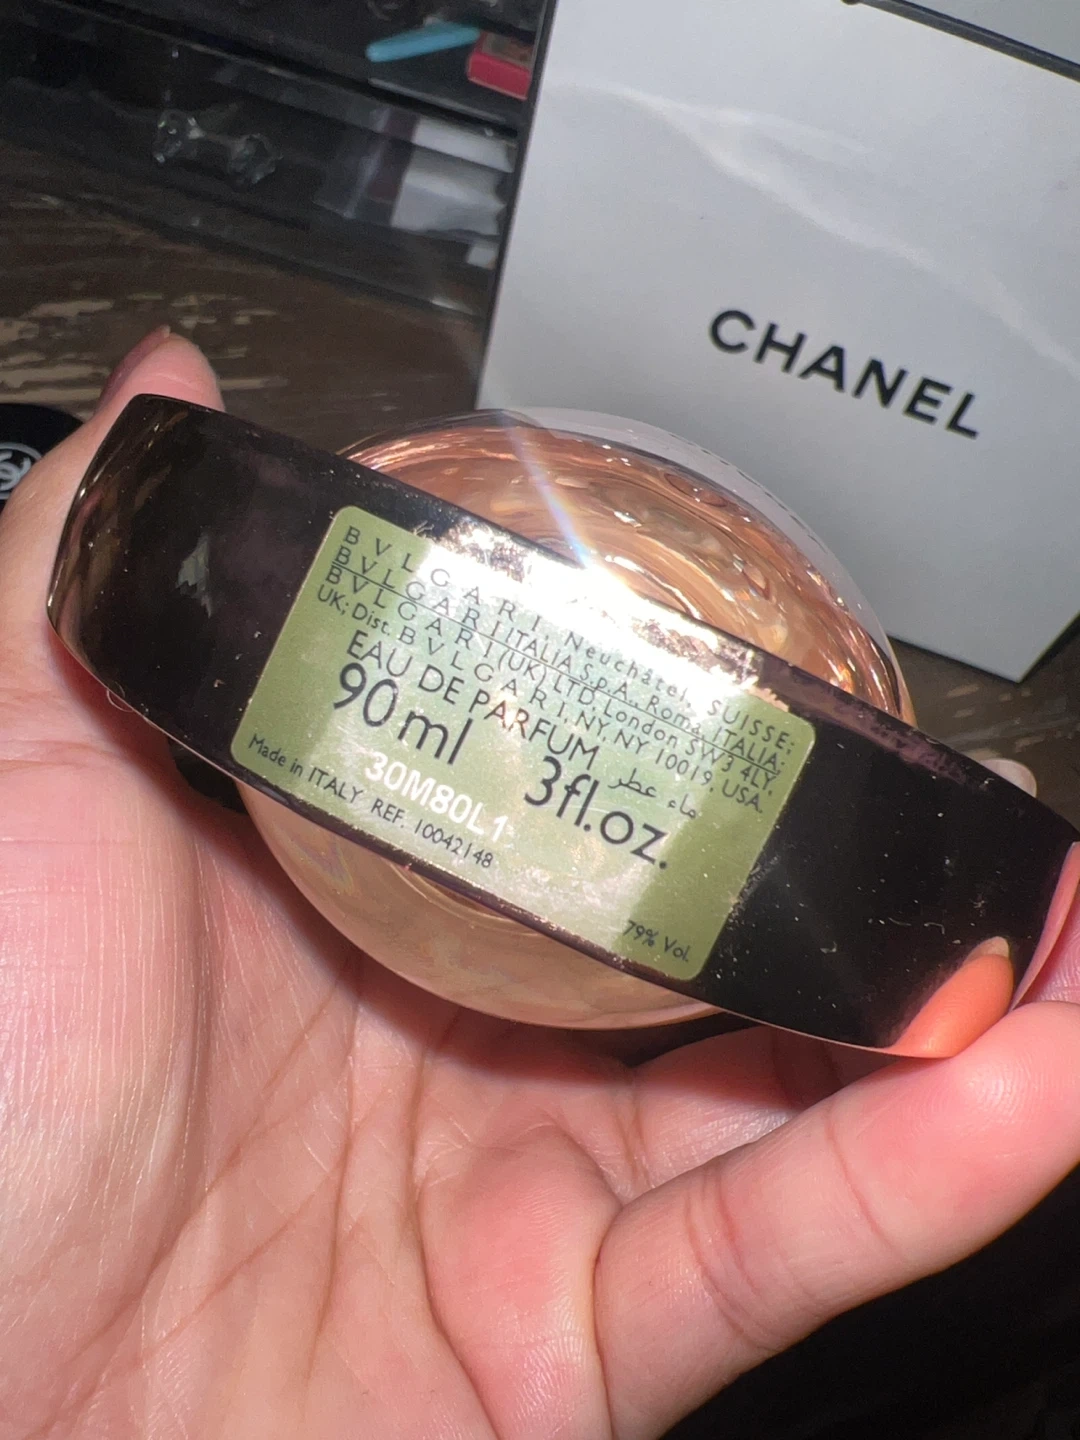 CHANEL
BVLGARI, Neuchâtel, SUISSE;
BVLGARI ITALIA S.p.A., Roma, ITALIA;
BVLGARI (UK) LTD, London SW3 4LY,
UK; Dist. BVLGARI, NY, NY 10019, USA.
EAU DE PARFUM ماء عطر
90 ml 3fl.oz.
30M80L1
Made in ITALY REF. 10042148
79% Vol.